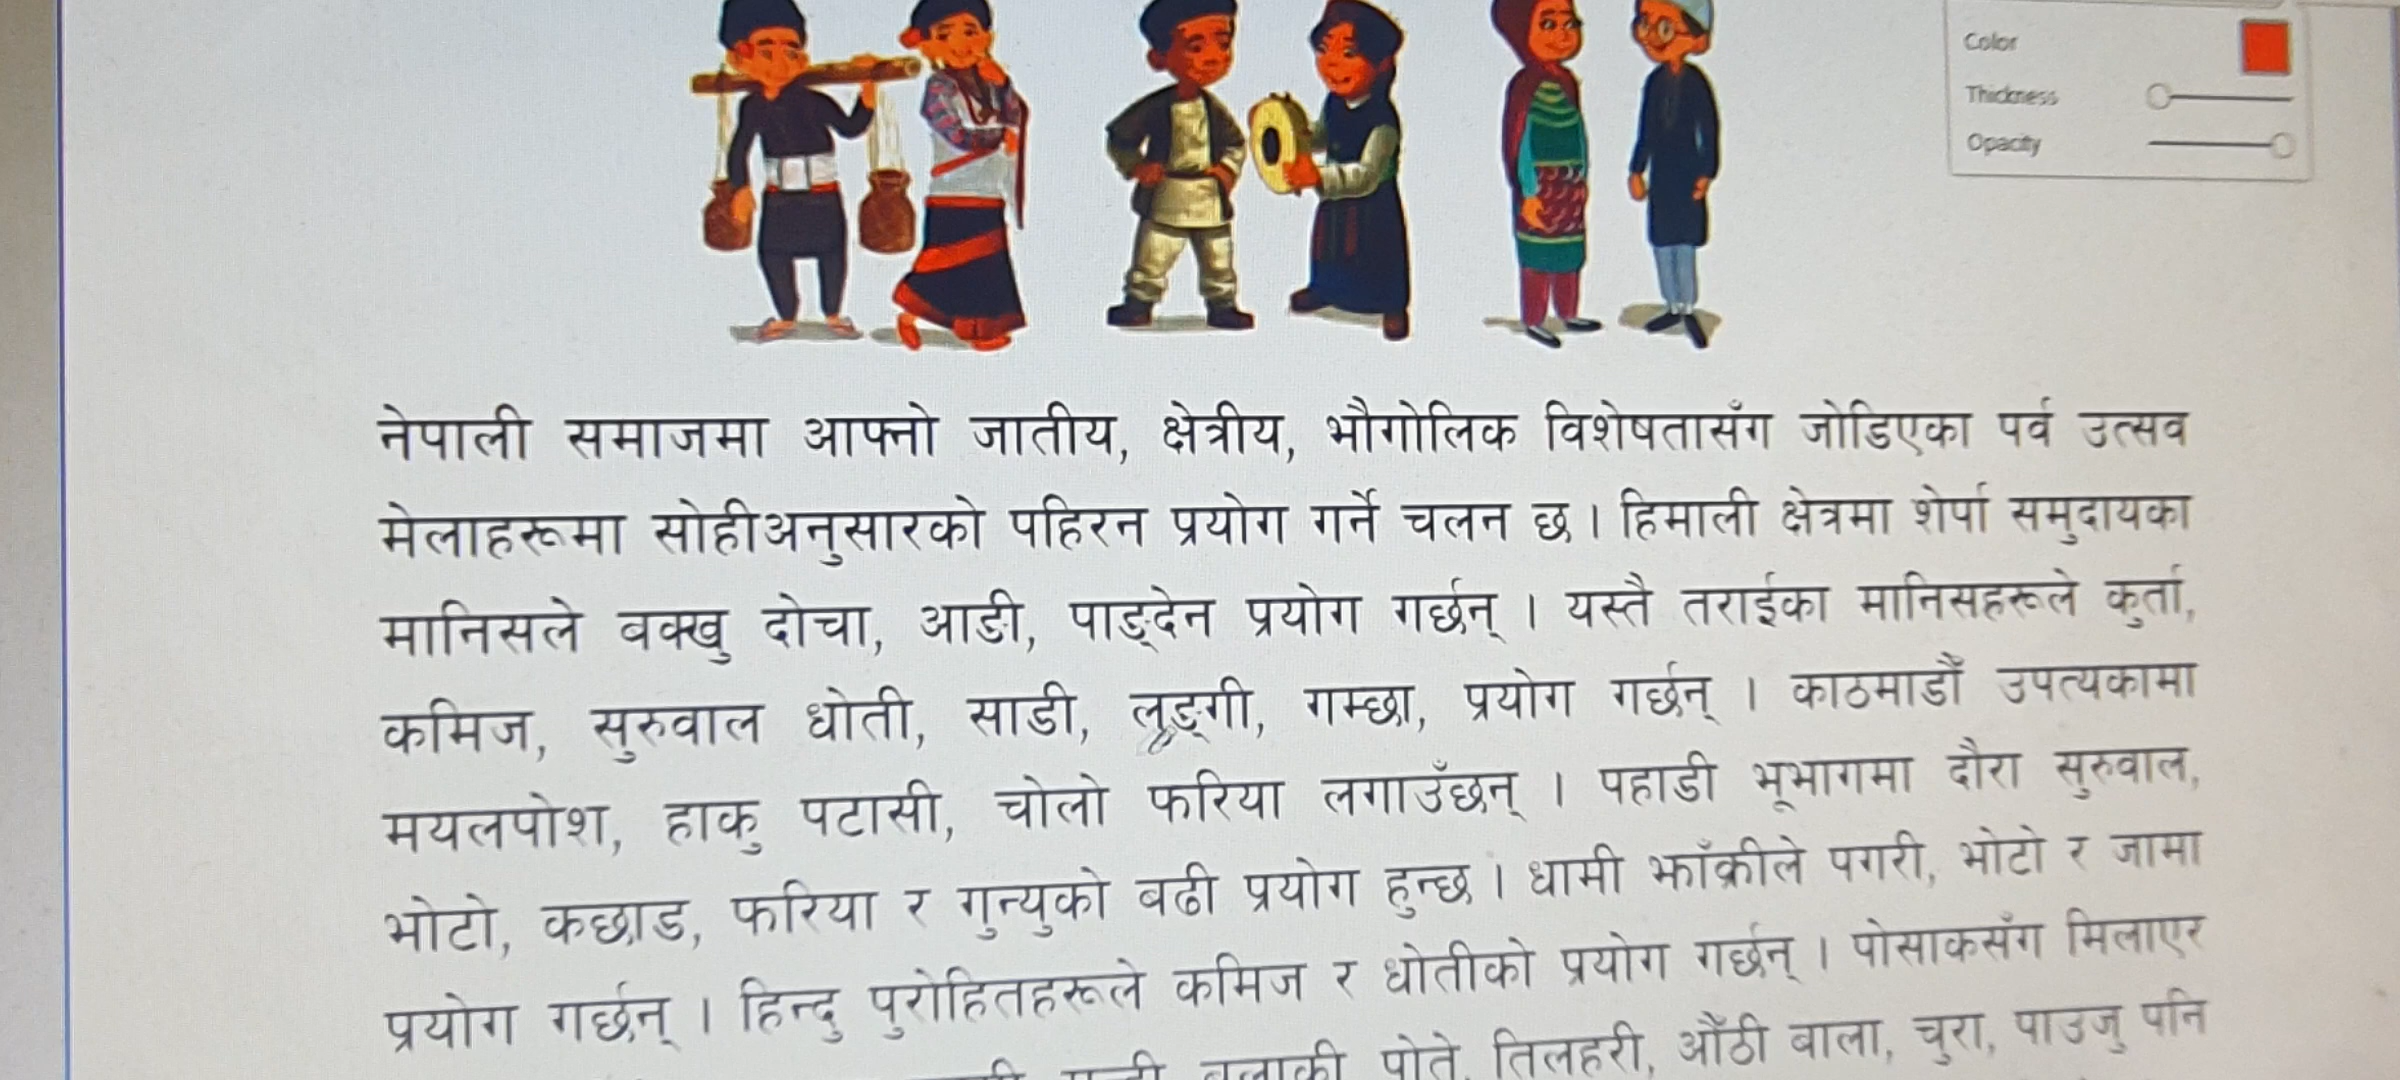 Color
Thickness
Opacity
नेपाली समाजमा आफ्नो जातीय, क्षेत्रीय, भौगोलिक विशेषतासँग जोडिएका पर्व उत्सव
मेलाहरूमा सोहीअनुसारको पहिरन प्रयोग गर्ने चलन छ । हिमाली क्षेत्रमा शेर्पा समुदायका
मानिसले वक्खु दोचा, आङी, पाङ्देन प्रयोग गर्छन् । यस्तै तराईका मानिसहरूले कुर्ता,
कमिज, सुरुवाल धोती, साडी, लुङ्गी, गम्छा, प्रयोग गर्छन् । काठमाडौँ उपत्यकामा
मयलपोश, हाकु पटासी, चोलो फरिया लगाउँछन् । पहाडी भूभागमा दौरा सुरुवाल,
भोटो, कछाड, फरिया र गुन्युको बढी प्रयोग हुन्छ । धामी झाँक्रीले पगरी, भोटो र जामा
प्रयोग गर्छन् । हिन्दु पुरोहितहरूले कमिज र धोतीको प्रयोग गर्छन् । पोसाकसँग मिलाएर
पोते, तिलहरी, औँठी बाला, चुरा, पाउजु पनि